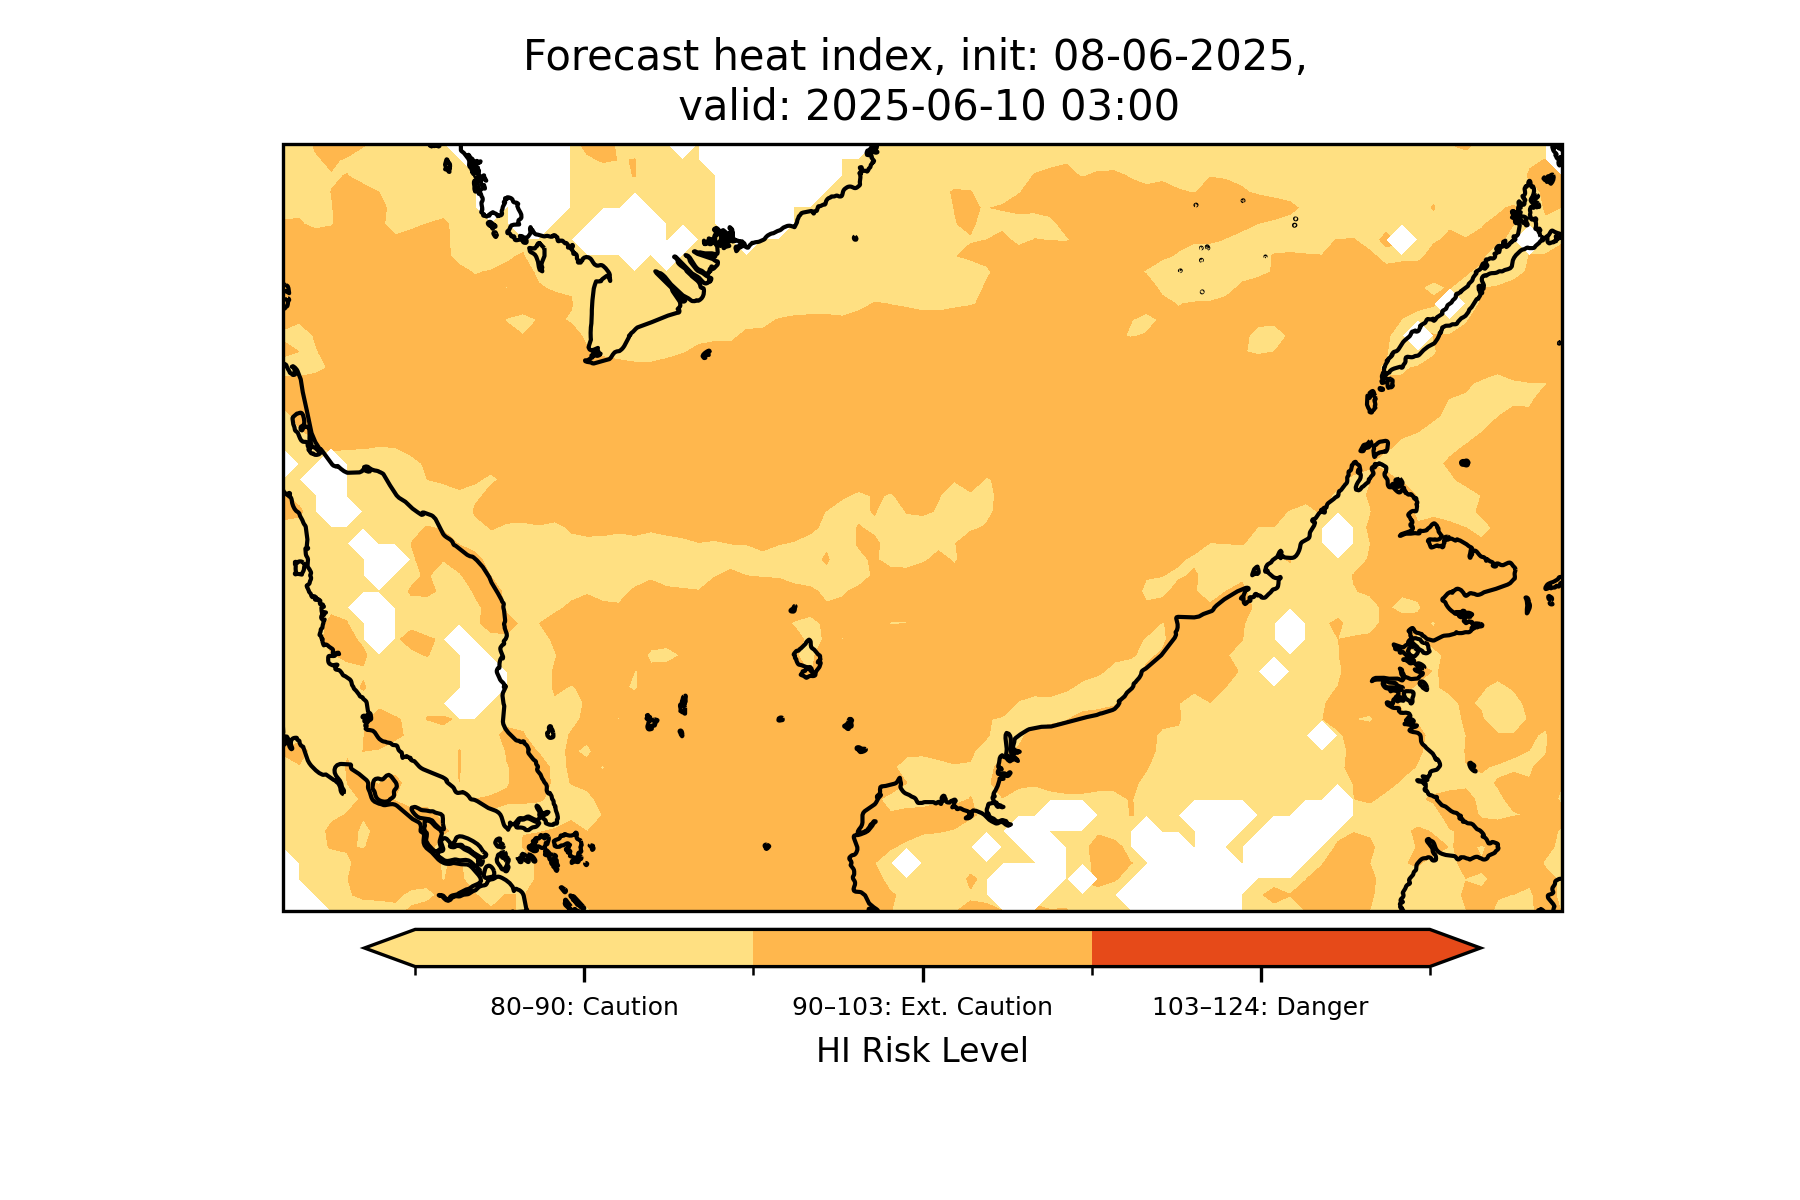 Forecast heat index, init: 08-06-2025,
valid: 2025-06-10 03:00
80–90: Caution
90–103: Ext. Caution
103–124: Danger
HI Risk Level